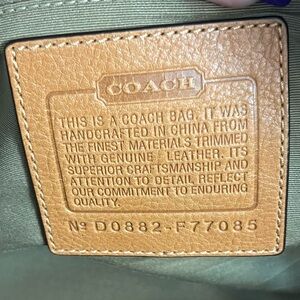 COACH
THIS IS A COACH BAG. IT WAS
HANDCRAFTED IN CHINA FROM
THE FINEST MATERIALS TRIMMED
WITH GENUINE LEATHER. ITS
SUPERIOR CRAFTSMANSHIP AND
ATTENTION TO DETAIL REFLECT
OUR COMMITMENT TO ENDURING
QUALITY.
Nº D0882-F77085